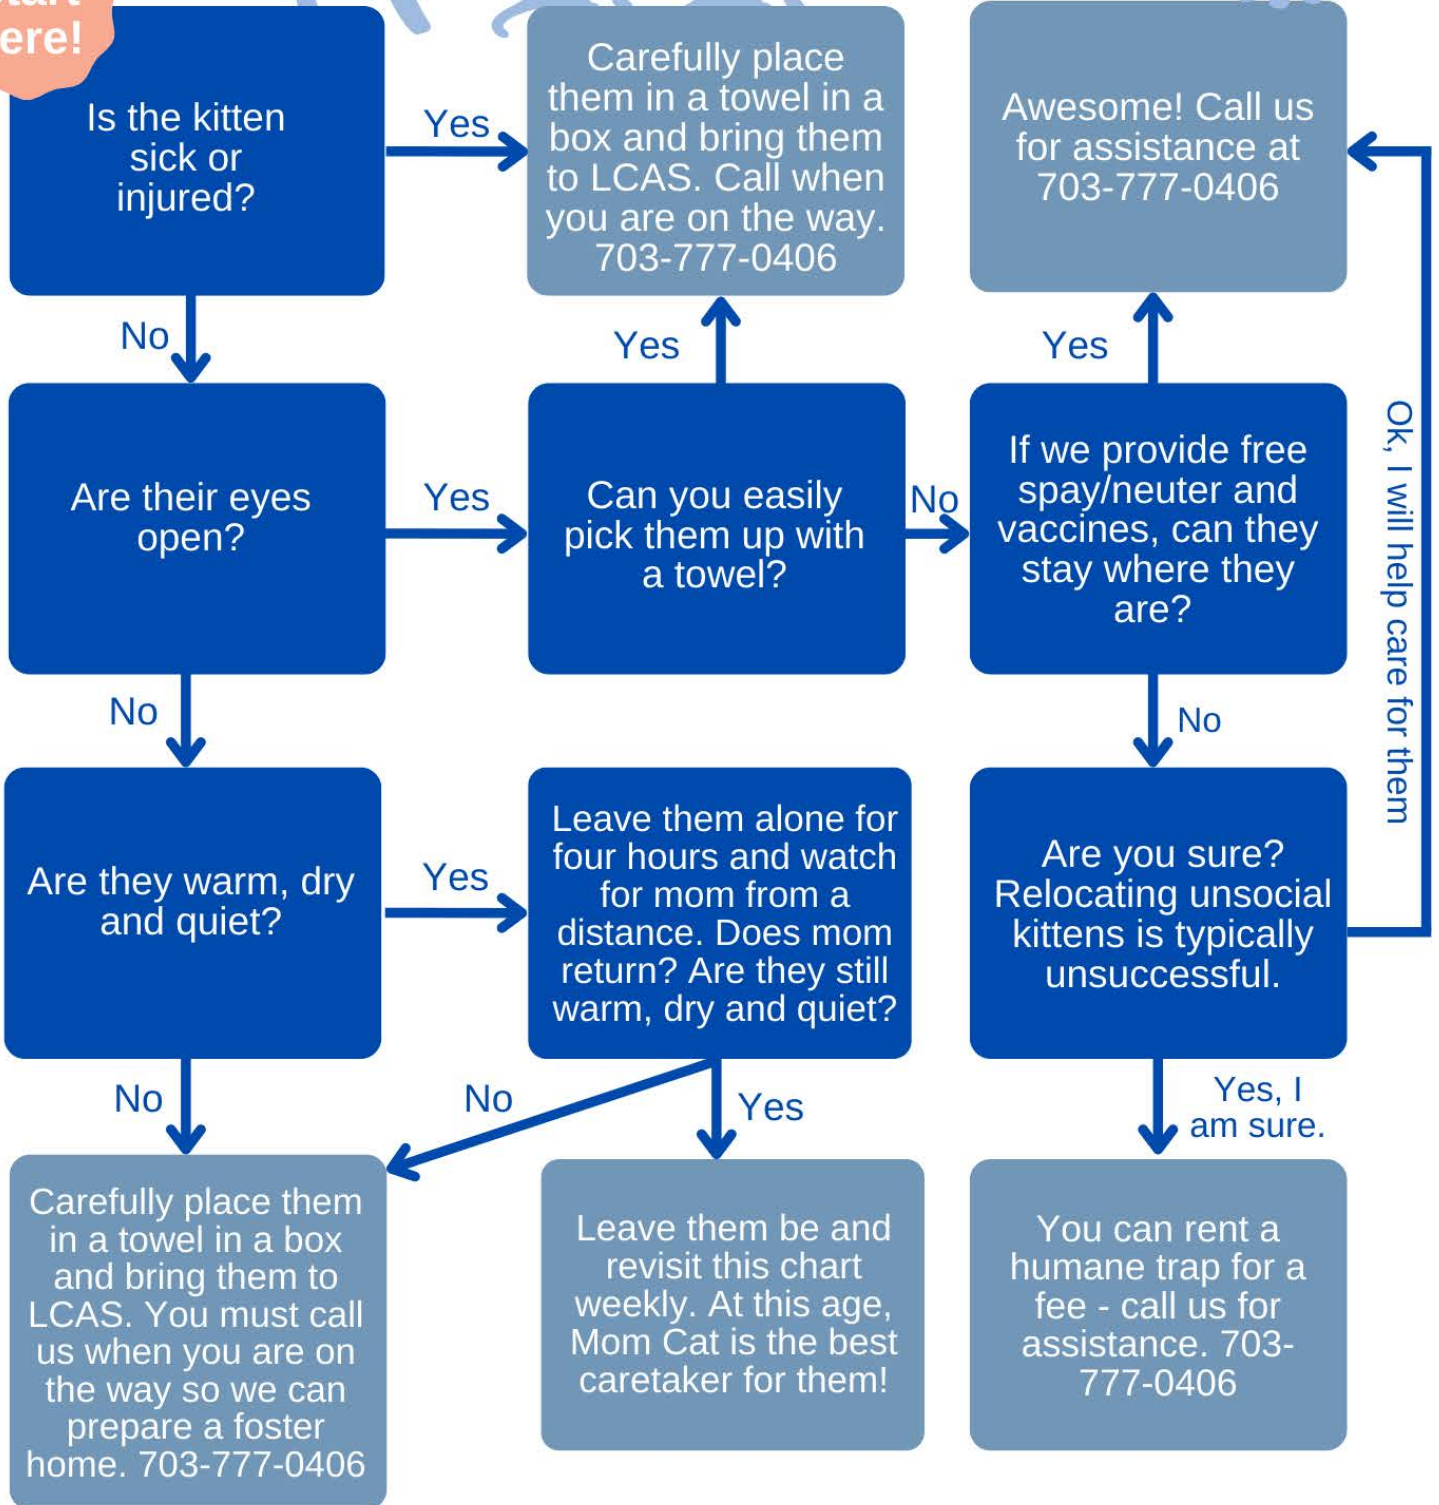 ere!
Is the kitten
sick or
injured?
Yes
Carefully place
them in a towel in a
box and bring them
to LCAS. Call when
you are on the way.
703-777-0406
Awesome! Call us
for assistance at
703-777-0406
No
Yes
Yes
Are their eyes
open?
Yes
Can you easily
pick them up with
a towel?
No
If we provide free
spay/neuter and
vaccines, can they
stay where they
are?
Ok, I will help care for them
No
No
Are they warm, dry
and quiet?
Yes
Leave them alone for
four hours and watch
for mom from a
distance. Does mom
return? Are they still
warm, dry and quiet?
Are you sure?
Relocating unsocial
kittens is typically
unsuccessful.
No
No
Yes
Yes, I
am sure.
Carefully place them
in a towel in a box
and bring them to
LCAS. You must call
us when you are on
the way so we can
prepare a foster
home. 703-777-0406
Leave them be and
revisit this chart
weekly. At this age,
Mom Cat is the best
caretaker for them!
You can rent a
humane trap for a
fee - call us for
assistance. 703-
777-0406